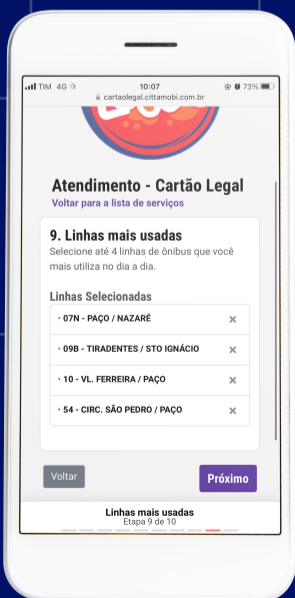 TIM 4G 10:07 73%
cartaolegal.cittamobi.com.br
Atendimento - Cartão Legal
Voltar para a lista de serviços
9. Linhas mais usadas
Selecione até 4 linhas de ônibus que você
mais utiliza no dia a dia.
Linhas Selecionadas
· 07N - PAÇO / NAZARÉ ×
· 09B - TIRADENTES / STO IGNÁCIO ×
· 10 - VL. FERREIRA / PAÇO ×
· 54 - CIRC. SÃO PEDRO / PAÇO ×
Voltar Próximo
Linhas mais usadas
Etapa 9 de 10